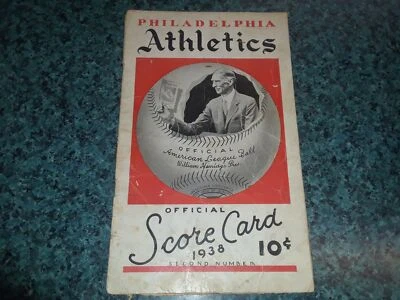 PHILADELPHIA
Athletics
OFFICIAL
American League Ball
William Harridge Pres.
OFFICIAL
Score Card
1938
10¢
SECOND NUMBER